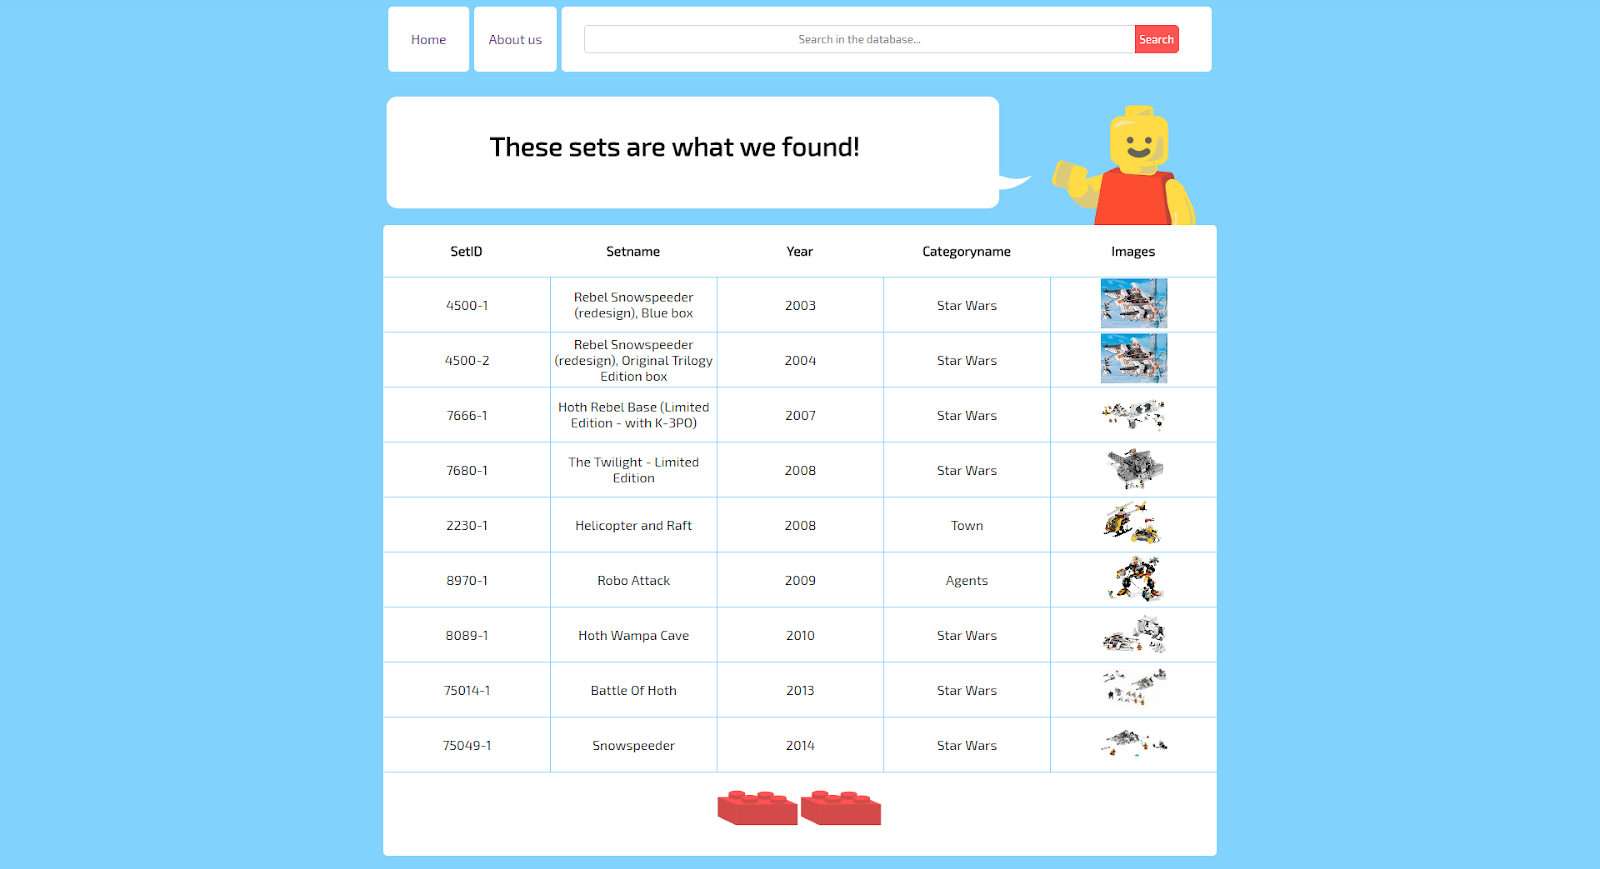 Home
About us
Search in the database...
Search
These sets are what we found!
SetID Setname Year Categoryname Images
4500-1 Rebel Snowspeeder (redesign), Blue box 2003 Star Wars
4500-2 Rebel Snowspeeder (redesign), Original Trilogy Edition box 2004 Star Wars
7666-1 Hoth Rebel Base (Limited Edition - with K-3PO) 2007 Star Wars
7680-1 The Twilight - Limited Edition 2008 Star Wars
2230-1 Helicopter and Raft 2008 Town
8970-1 Robo Attack 2009 Agents
8089-1 Hoth Wampa Cave 2010 Star Wars
75014-1 Battle Of Hoth 2013 Star Wars
75049-1 Snowspeeder 2014 Star Wars